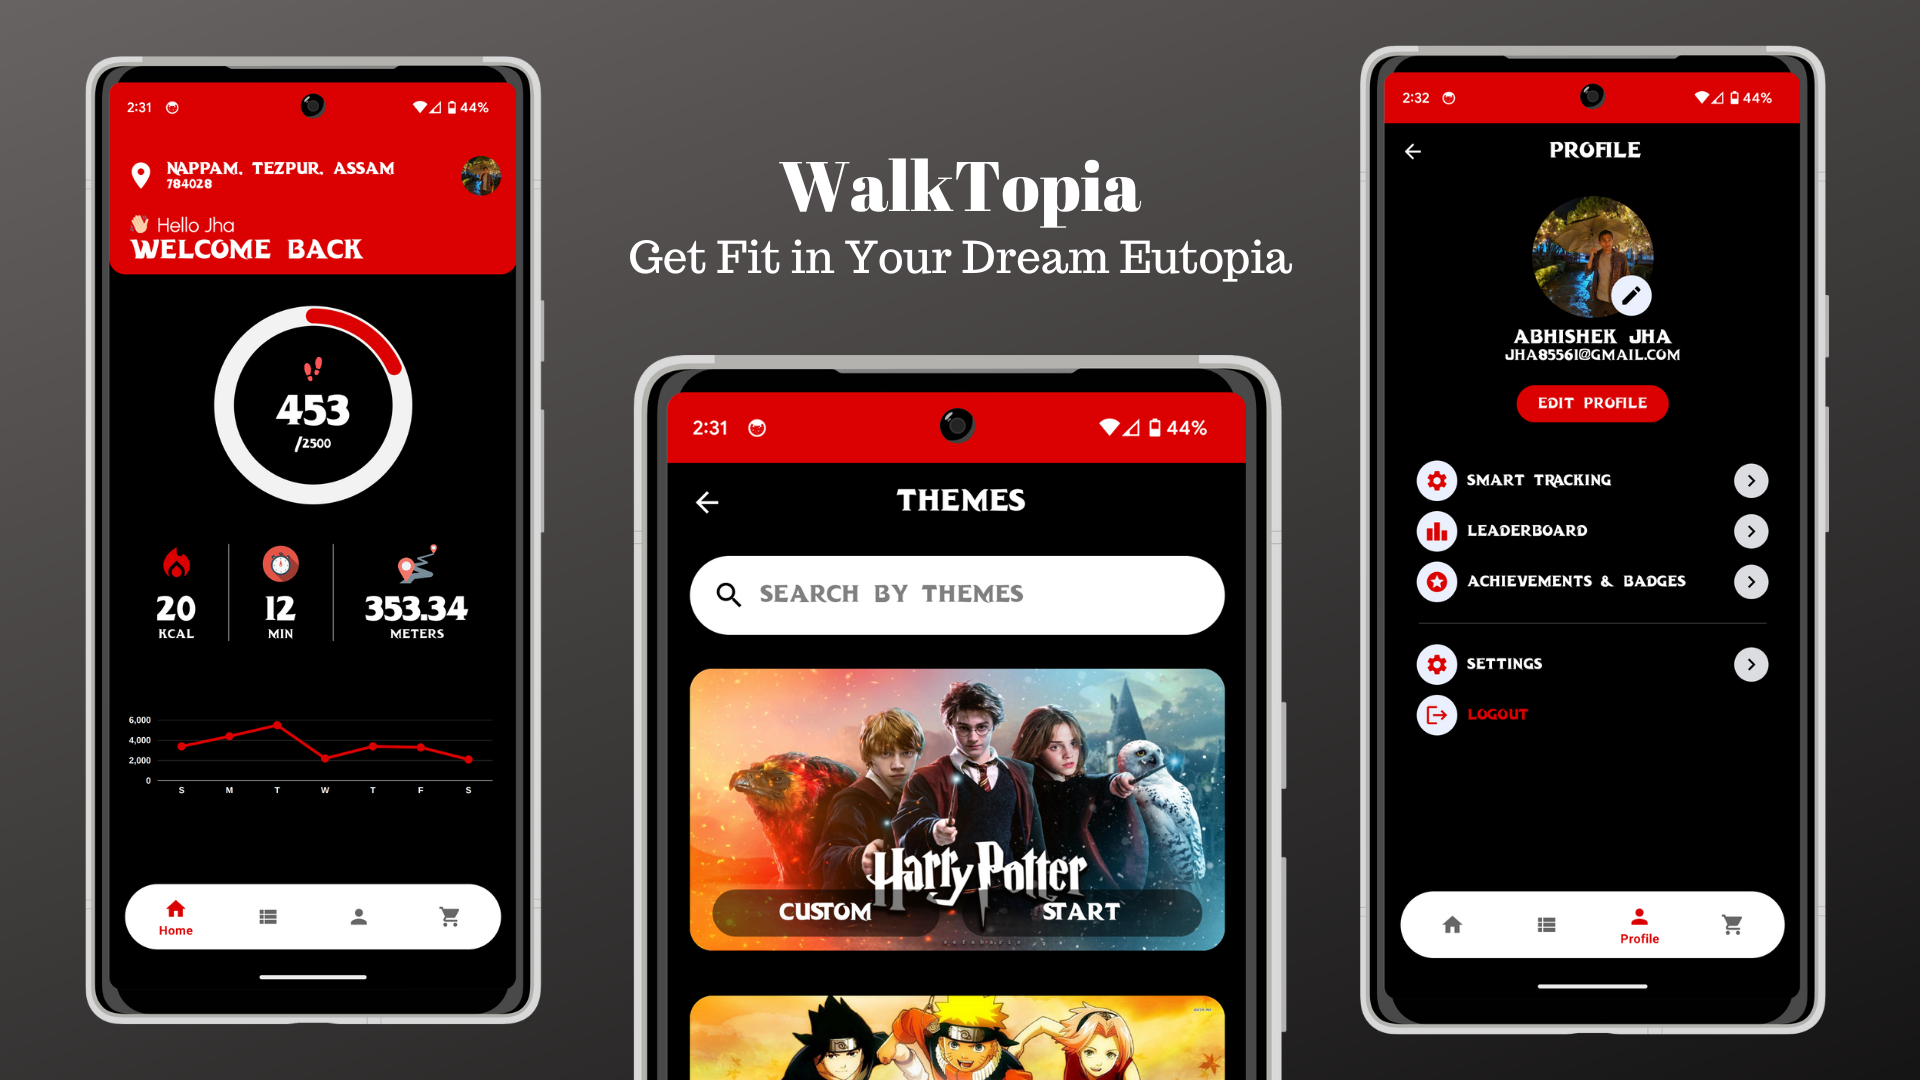 2:31
44%
NAPPAM, TEZPUR, ASSAM
784028
Hello Jha
WELCOME BACK
453
/2500
20
KCAL
12
MIN
353.34
METERS
6,000
4,000
2,000
0
S M T W T F S
Home
WalkTopia
Get Fit in Your Dream Eutopia
2:31
44%
THEMES
SEARCH BY THEMES
Harry Potter
CUSTOM START
2:32
44%
PROFILE
ABHISHEK JHA
JHA85561@GMAIL.COM
EDIT PROFILE
SMART TRACKING
LEADERBOARD
ACHIEVEMENTS & BADGES
SETTINGS
LOGOUT
Profile